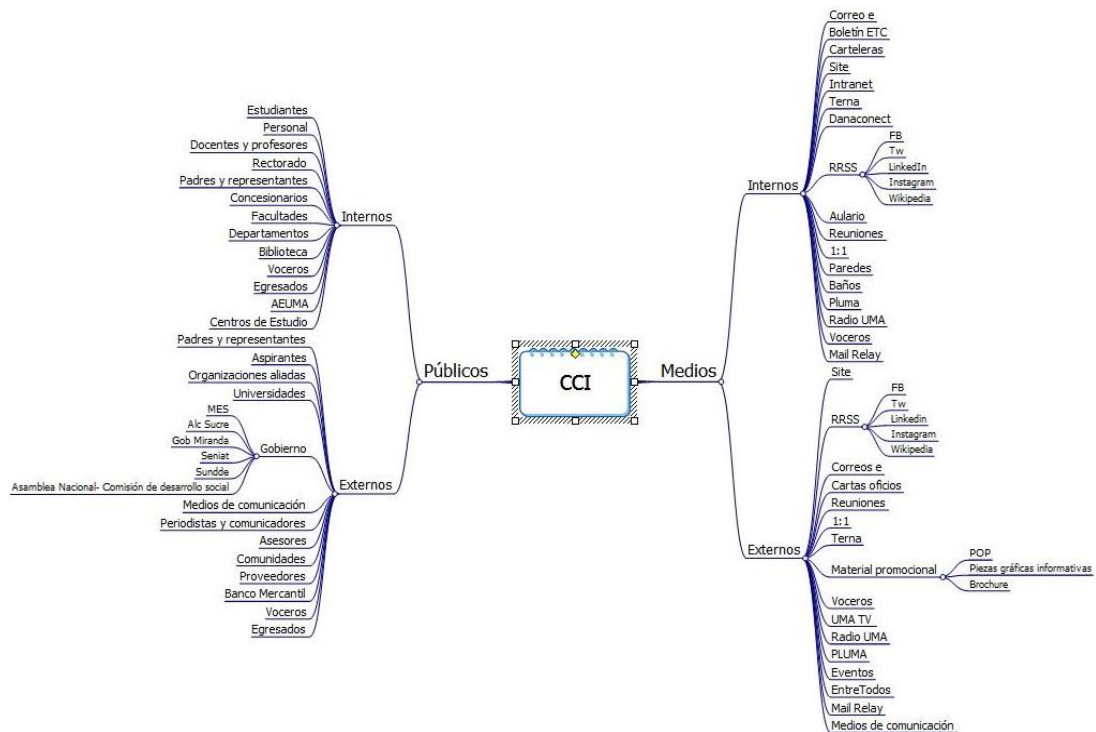 CCI
Públicos
Internos
Estudiantes
Personal
Docentes y profesores
Rectorado
Padres y representantes
Concesionarios
Facultades
Departamentos
Biblioteca
Voceros
Egresados
AEUMA
Centros de Estudio
Externos
Padres y representantes
Aspirantes
Organizaciones aliadas
Universidades
Gobierno
MES
Alc Sucre
Gob Miranda
Seniat
Sundde
Asamblea Nacional- Comisión de desarrollo social
Medios de comunicación
Periodistas y comunicadores
Asesores
Comunidades
Proveedores
Banco Mercantil
Voceros
Egresados
Medios
Internos
Correo e
Boletín ETC
Carteleras
Site
Intranet
Terna
Danaconect
RRSS
FB
Tw
LinkedIn
Instagram
Wikipedia
Aulario
Reuniones
1:1
Paredes
Baños
Pluma
Radio UMA
Voceros
Mail Relay
Externos
Site
RRSS
FB
Tw
Linkedin
Instagram
Wikipedia
Correos e
Cartas oficios
Reuniones
1:1
Terna
Material promocional
POP
Piezas gráficas informativas
Brochure
Voceros
UMA TV
Radio UMA
PLUMA
Eventos
EntreTodos
Mail Relay
Medios de comunicación